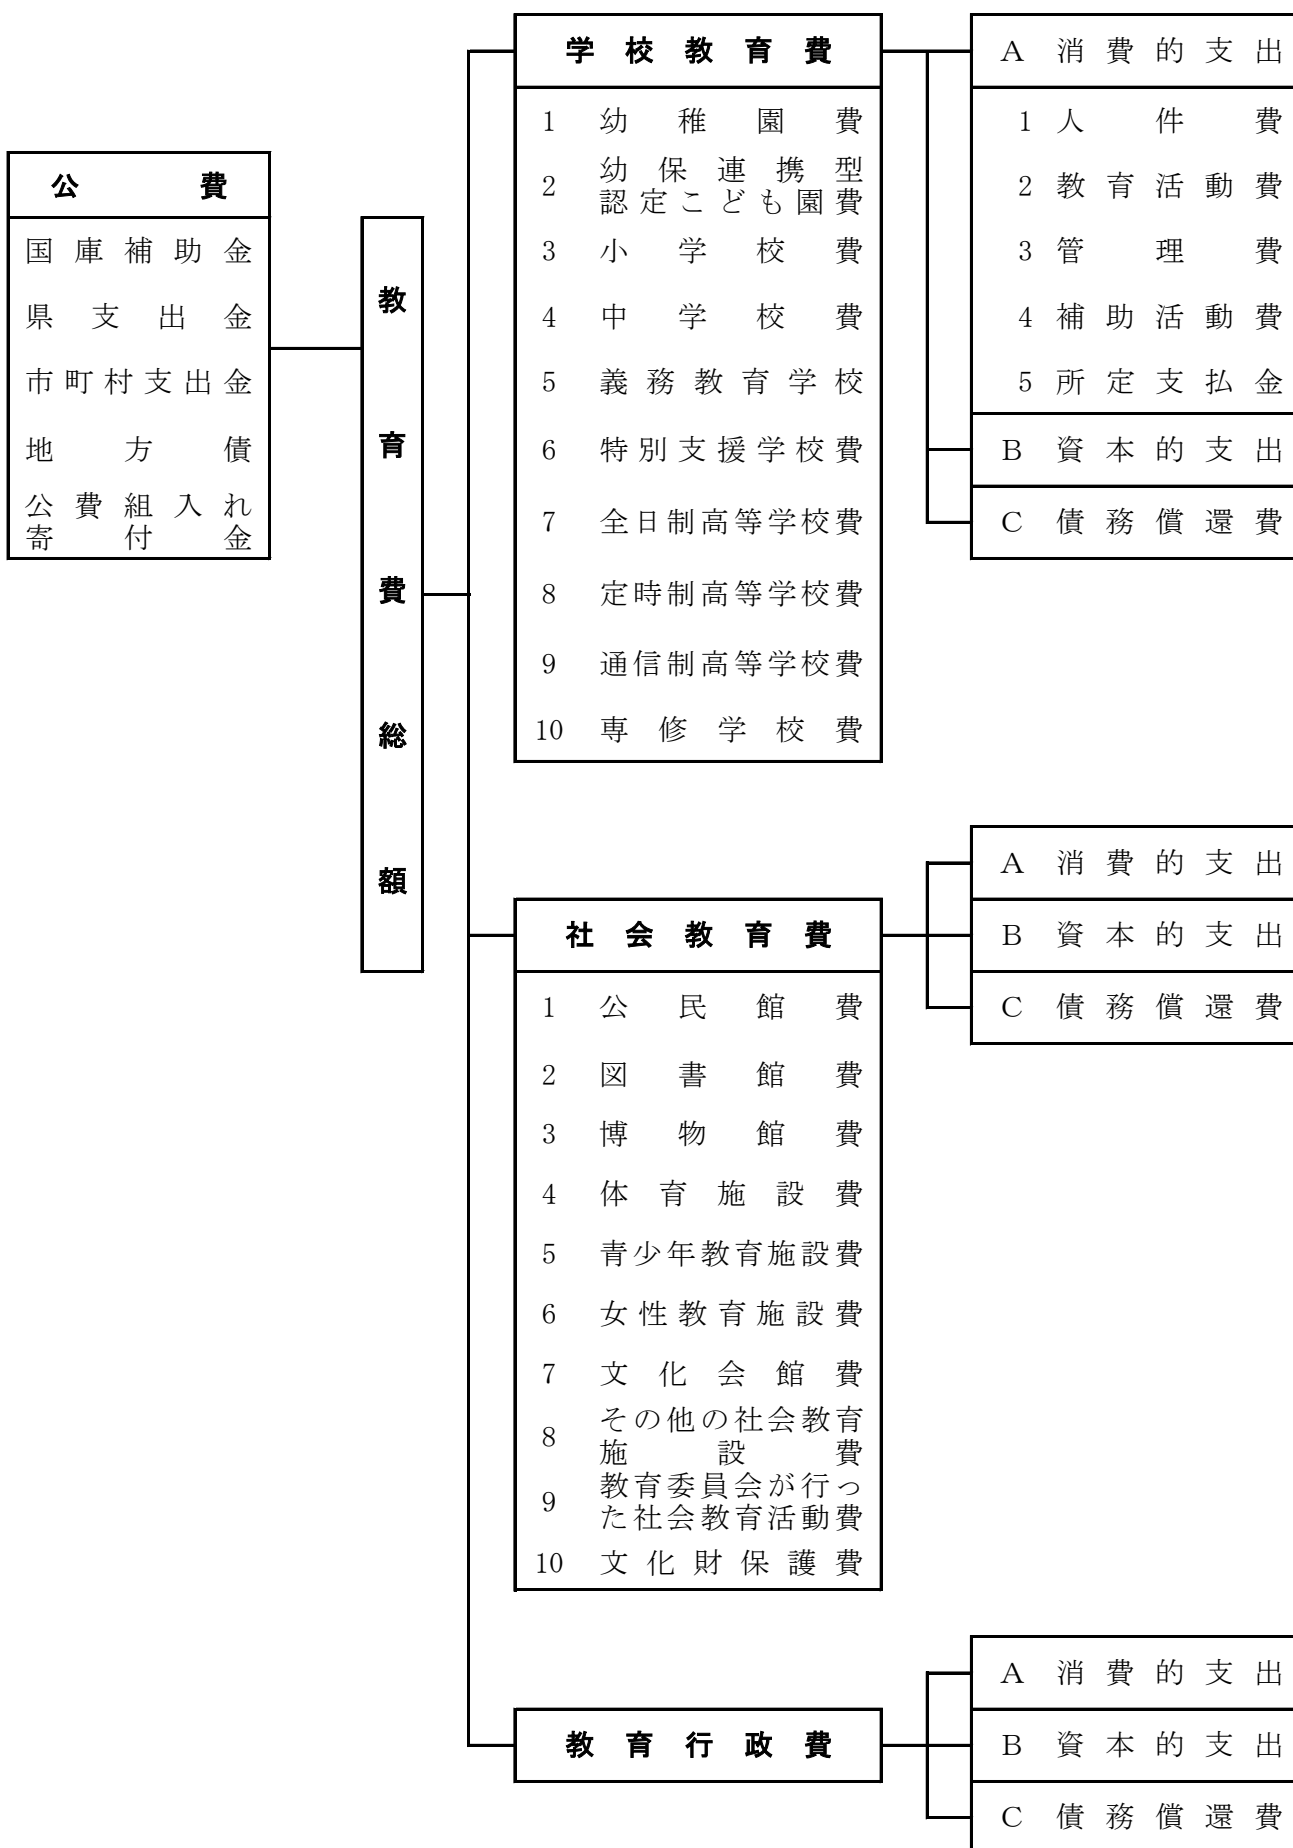 公費
国庫補助金
県支出金
市町村支出金
地方債
公費組入れ
寄付金
教育費総額
学校教育費
1 幼稚園費
2 幼保連携型
認定こども園費
3 小学校費
4 中学校費
5 義務教育学校
6 特別支援学校費
7 全日制高等学校費
8 定時制高等学校費
9 通信制高等学校費
10 専修学校費
A 消費的支出
1 人件費
2 教育活動費
3 管理費
4 補助活動費
5 所定支払金
B 資本的支出
C 債務償還費
社会教育費
1 公民館費
2 図書館費
3 博物館費
4 体育施設費
5 青少年教育施設費
6 女性教育施設費
7 文化会館費
8 その他の社会教育
施設費
9 教育委員会が行っ
た社会教育活動費
10 文化財保護費
A 消費的支出
B 資本的支出
C 債務償還費
教育行政費
A 消費的支出
B 資本的支出
C 債務償還費